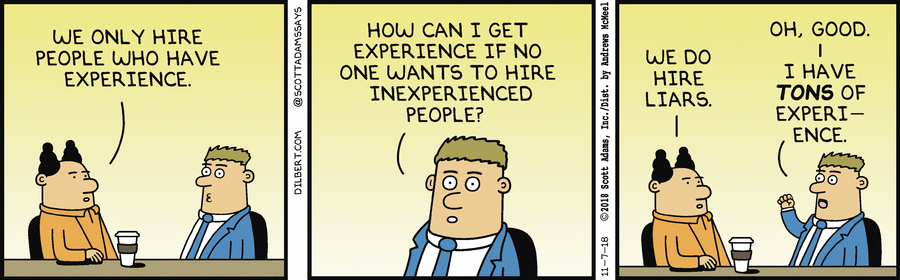 WE ONLY HIRE
PEOPLE WHO HAVE
EXPERIENCE.
DILBERT.COM @SCOTTADAMSSAYS
HOW CAN I GET
EXPERIENCE IF NO
ONE WANTS TO HIRE
INEXPERIENCED
PEOPLE?
11-7-18 ©2018 Scott Adams, Inc./Dist. by Andrews McMeel
WE DO
HIRE
LIARS.
OH, GOOD.
I HAVE
TONS OF
EXPERI-
ENCE.